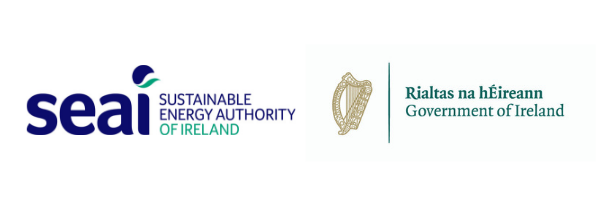 seai
SUSTAINABLE
ENERGY AUTHORITY
OF IRELAND
Rialtas na hÉireann
Government of Ireland